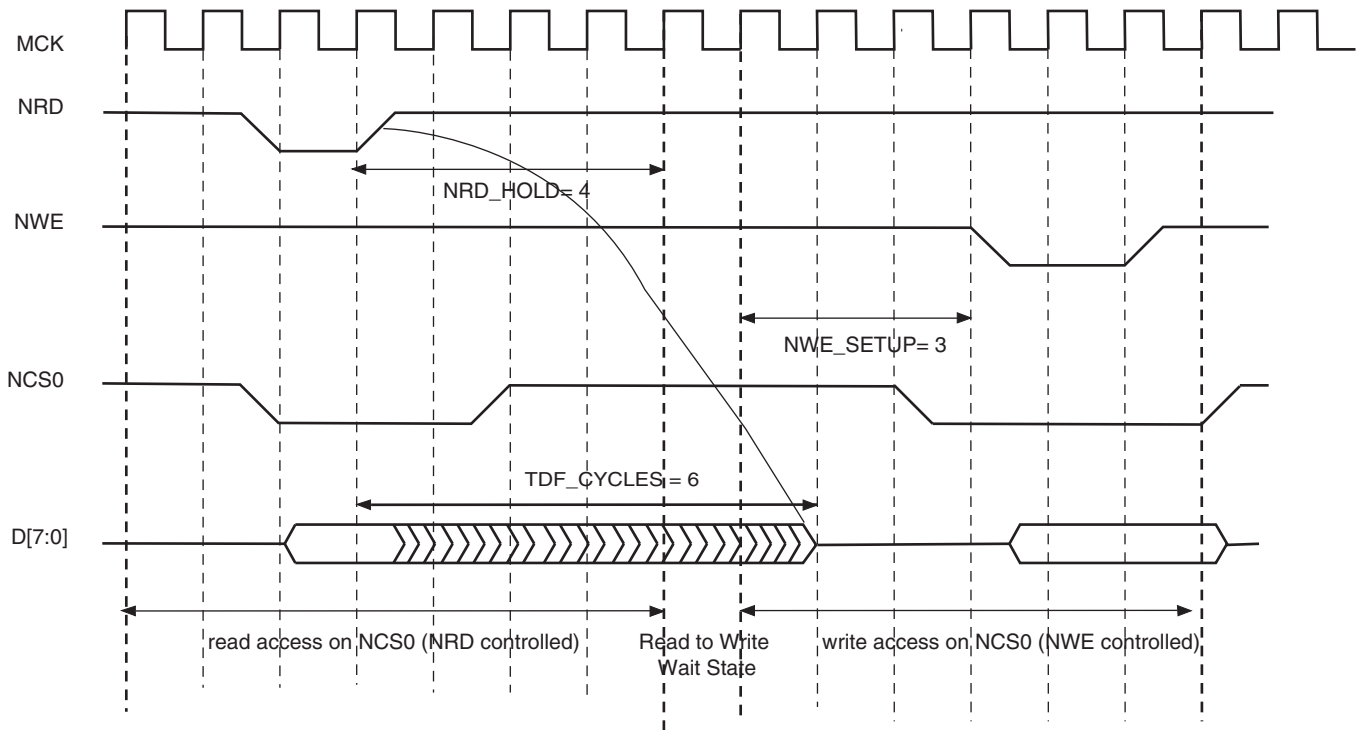 MCK
NRD
NRD_HOLD= 4
NWE
NWE_SETUP= 3
NCS0
TDF_CYCLES = 6
D[7:0]
read access on NCS0 (NRD controlled)
Read to Write
Wait State
write access on NCS0 (NWE controlled)